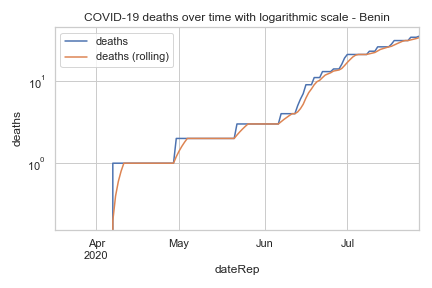 COVID-19 deaths over time with logarithmic scale - Benin
deaths
deaths (rolling)
10¹
10⁰
deaths
Apr
2020
May
Jun
Jul
dateRep